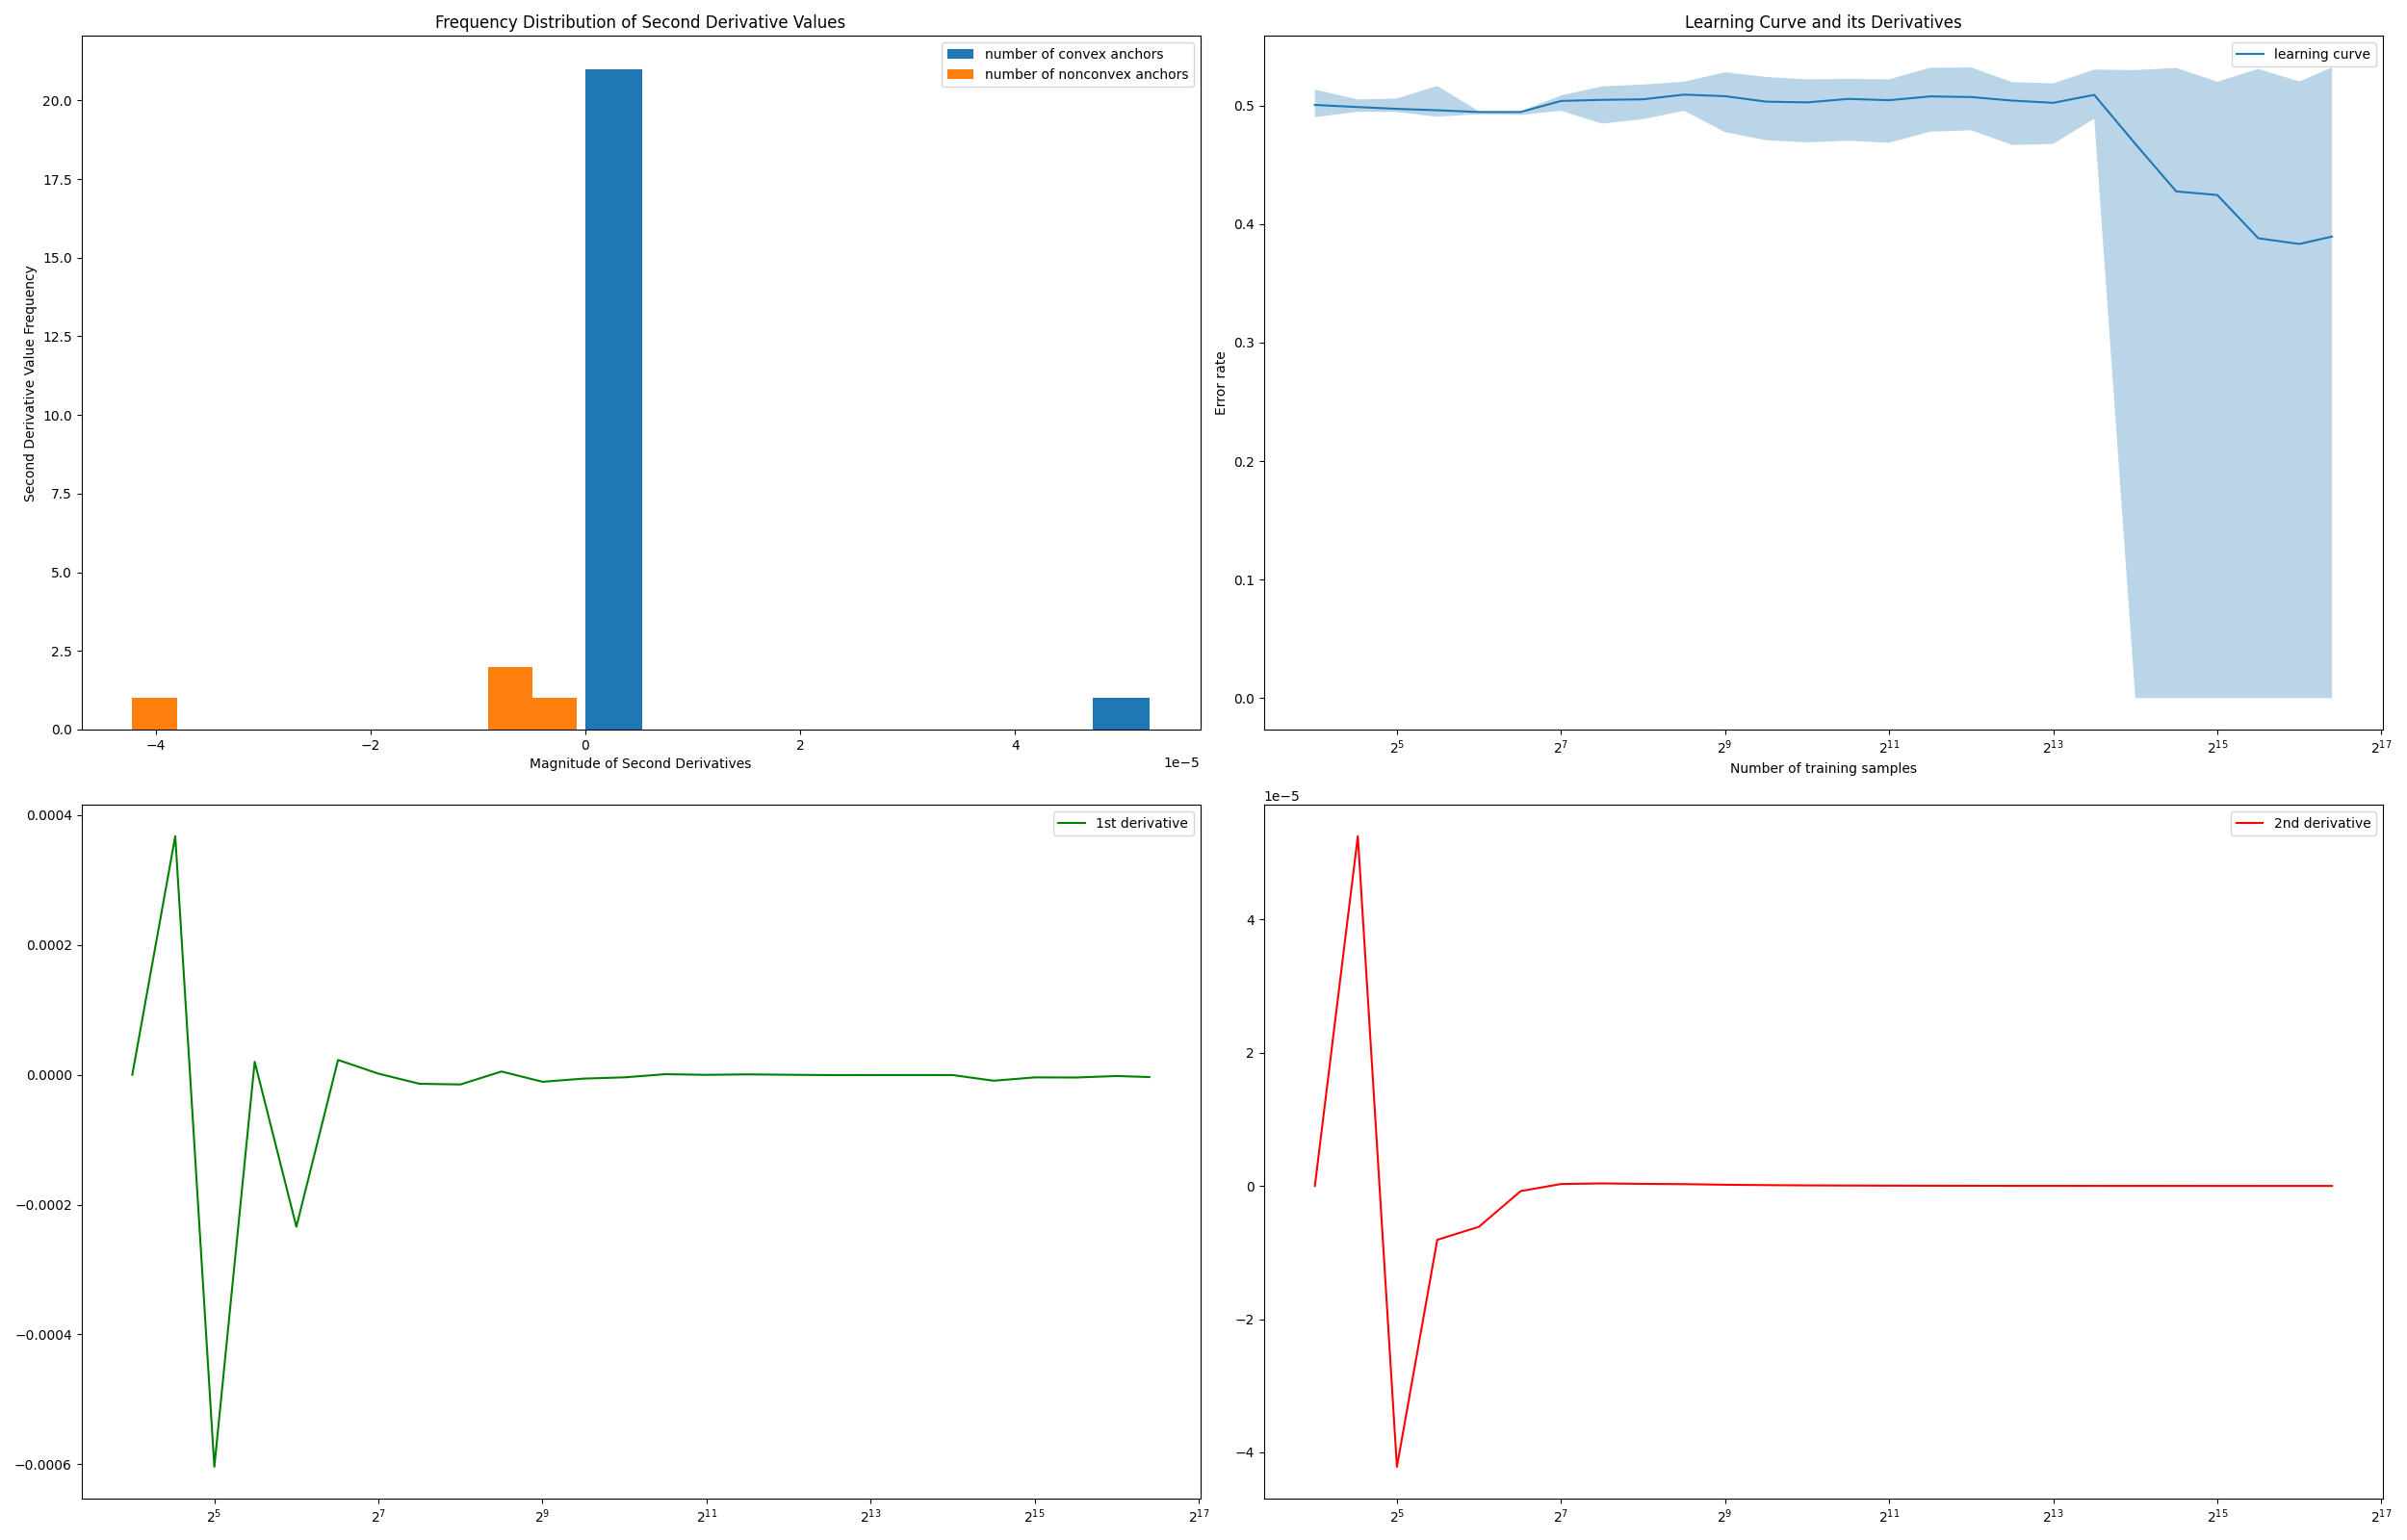 Frequency Distribution of Second Derivative Values
number of convex anchors
number of nonconvex anchors
Second Derivative Value Frequency
20.0
17.5
15.0
12.5
10.0
7.5
5.0
2.5
0.0
−4 −2 0 2 4
1e−5
Magnitude of Second Derivatives
Learning Curve and its Derivatives
learning curve
Error rate
0.5
0.4
0.3
0.2
0.1
0.0
2^5 2^7 2^9 2^11 2^13 2^15 2^17
Number of training samples
1st derivative
0.0004
0.0002
0.0000
−0.0002
−0.0004
−0.0006
2^5 2^7 2^9 2^11 2^13 2^15 2^17
1e−5
2nd derivative
4
2
0
−2
−4
2^5 2^7 2^9 2^11 2^13 2^15 2^17